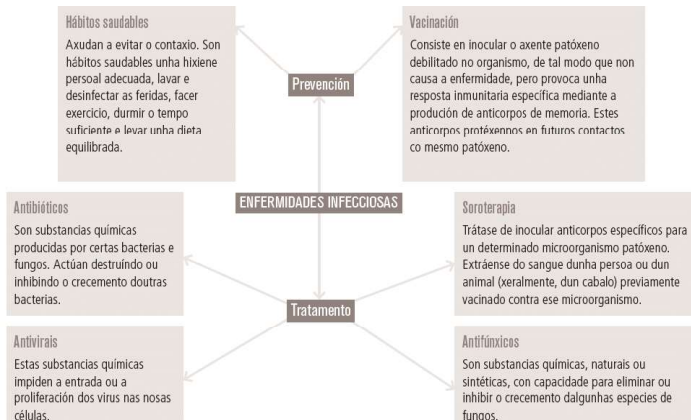 Hábitos saudables
Axudan a evitar o contaxio. Son
hábitos saudables unha hixiene
persoal adecuada, lavar e
desinfectar as feridas, facer
exercicio, durmir o tempo
suficiente e levar unha dieta
equilibrada.
Vacinación
Consiste en inocular o axente patóxeno
debilitado no organismo, de tal modo que non
causa a enfermidade, pero provoca unha
resposta inmunitaria específica mediante a
produción de anticorpos de memoria. Estes
anticorpos protéxennos en futuros contactos
co mesmo patóxeno.
Prevención
ENFERMIDADES INFECCIOSAS
Antibióticos
Son substancias químicas
producidas por certas bacterias e
fungos. Actúan destruíndo ou
inhibindo o crecemento doutras
bacterias.
Soroterapia
Trátase de inocular anticorpos específicos para
un determinado microorganismo patóxeno.
Extráense do sangue dunha persoa ou dun
animal (xeralmente, dun cabalo) previamente
vacinado contra ese microorganismo.
Tratamento
Antivirais
Estas substancias químicas
impiden a entrada ou a
proliferación dos virus nas nosas
células.
Antifúnxicos
Son substancias químicas, naturais ou
sintéticas, con capacidade para eliminar ou
inhibir o crecemento dalgunhas especies de
fungos.